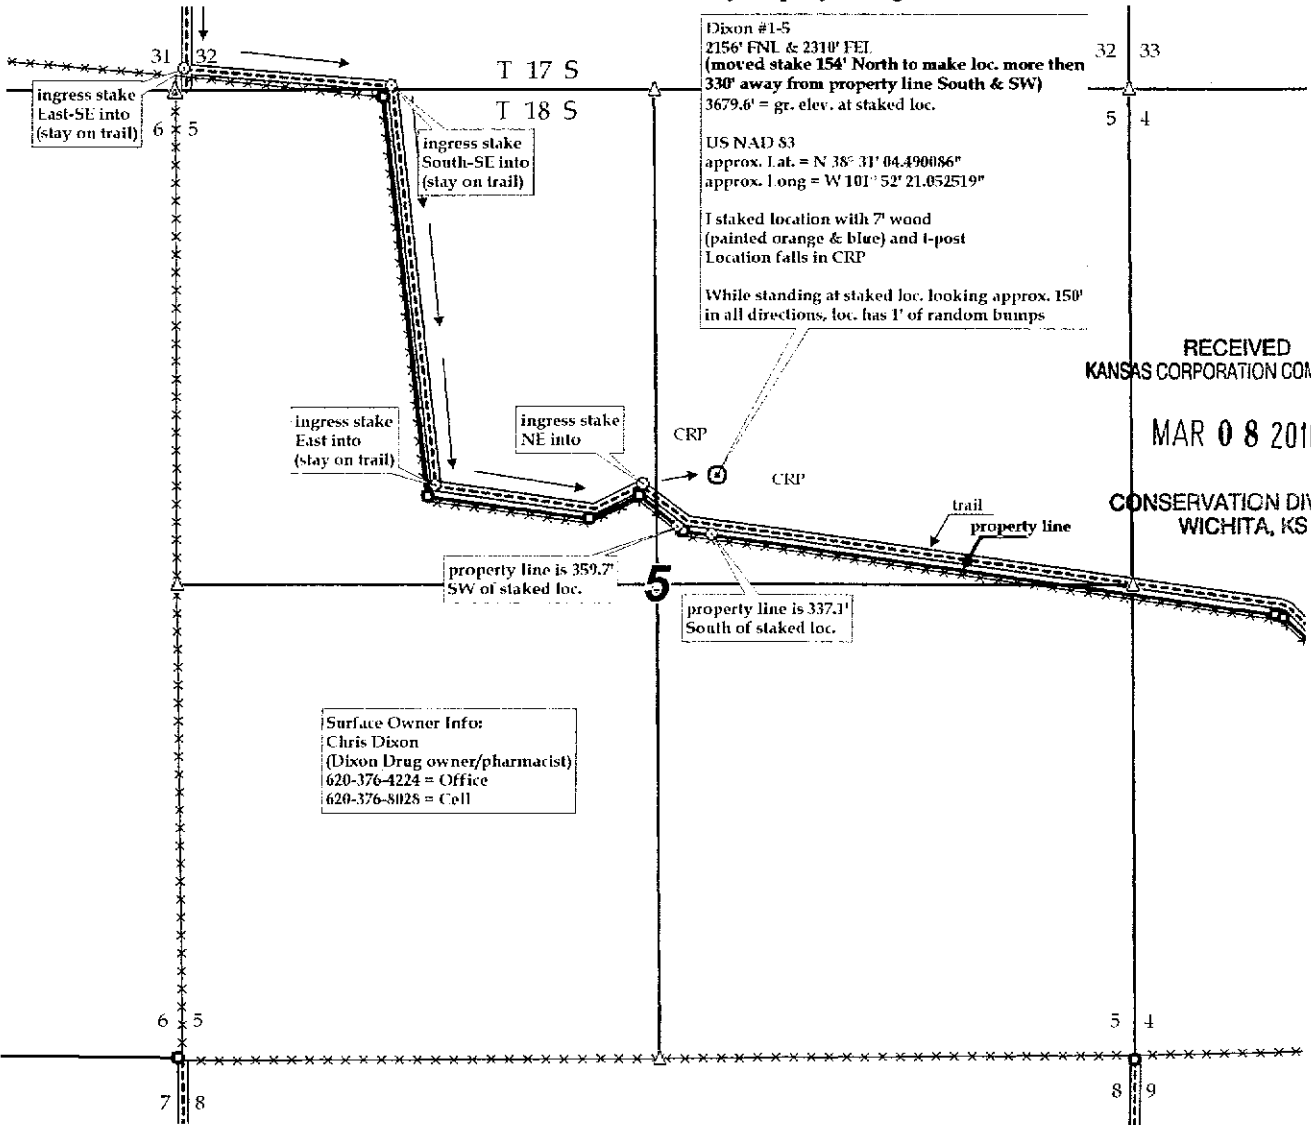 Dixon #1-5
2156' FNL & 2310' FEL
(moved stake 154' North to make loc. more then
330' away from property line South & SW)
3679.6' = gr. elev. at staked loc.
US NAD 83
approx. Lat. = N 38° 31' 04.490086"
approx. Long = W 101° 52' 21.052519"
I staked location with 7' wood
(painted orange & blue) and t-post
Location falls in CRP
While standing at staked loc. looking approx. 150'
in all directions, loc. has 1' of random bumps
31 32
32 33
T 17 S
T 18 S
ingress stake
East-SE into
(stay on trail)
6 5
5 4
ingress stake
South-SE into
(stay on trail)
RECEIVED
KANSAS CORPORATION
MAR 08 201
CONSERVATION
WICHITA, KS
ingress stake
East into
(stay on trail)
ingress stake
NE into
CRP
CRP
trail
property line
property line is 359.7'
SW of staked loc.
5
property line is 337.1'
South of staked loc.
Surface Owner Info:
Chris Dixon
(Dixon Drug owner/pharmacist)
620-376-4224 = Office
620-376-8028 = Cell
6 5
5 4
7 8
8 9